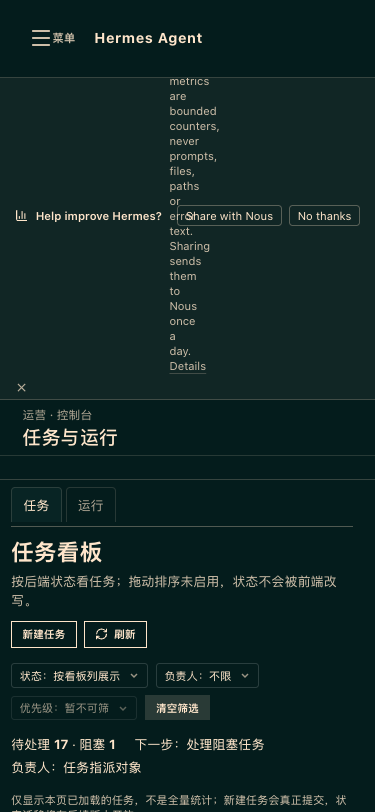 菜单
Hermes Agent
metrics
are
bounded
counters,
never
prompts,
files,
paths
or
Help improve Hermes?
Share with Nous
No thanks
text.
Sharing
sends
them
to
Nous
once
a
day.
Details
运营 · 控制台
任务与运行
任务
运行
任务看板
按后端状态看任务；拖动排序未启用，状态不会被前端改
写。
新建任务
刷新
状态：按看板列展示
负责人：不限
优先级：暂不可筛
清空筛选
待处理 17 · 阻塞 1 下一步：处理阻塞任务
负责人：任务指派对象
仅显示本页已加载的任务，不是全量统计；新建任务会真正提交，状